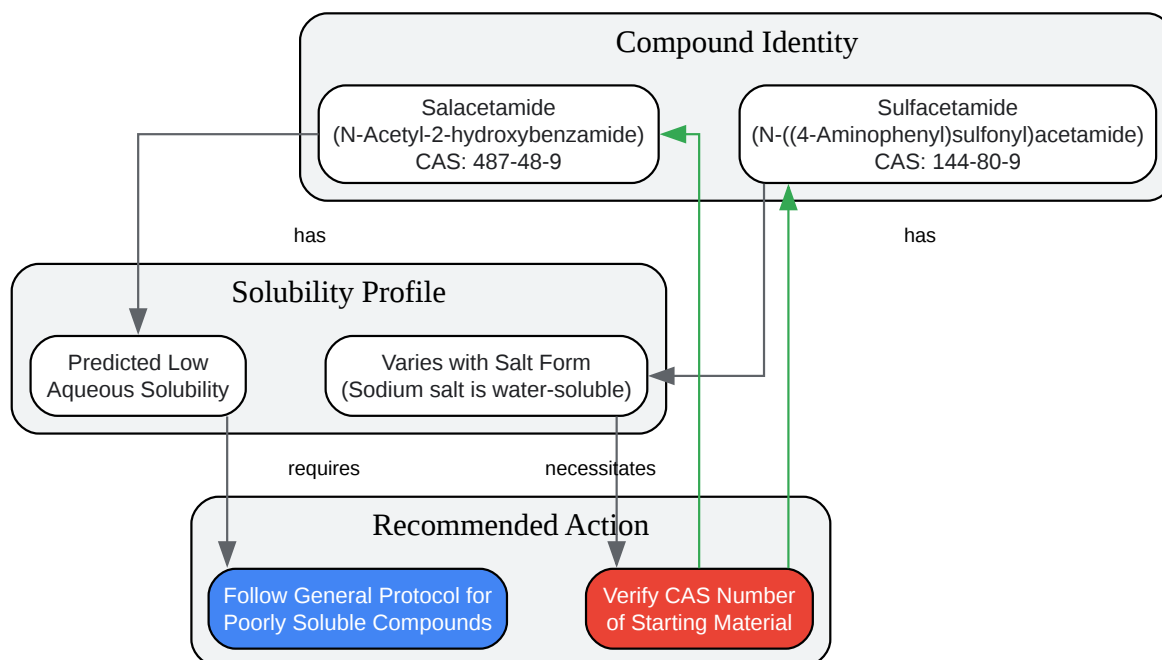 Compound Identity
Salacetamide
(N-Acetyl-2-hydroxybenzamide)
CAS: 487-48-9
Sulfacetamide
(N-((4-Aminophenyl)sulfonyl)acetamide)
CAS: 144-80-9
has
has
Solubility Profile
Predicted Low
Aqueous Solubility
Varies with Salt Form
(Sodium salt is water-soluble)
requires
necessitates
Recommended Action
Follow General Protocol for
Poorly Soluble Compounds
Verify CAS Number
of Starting Material